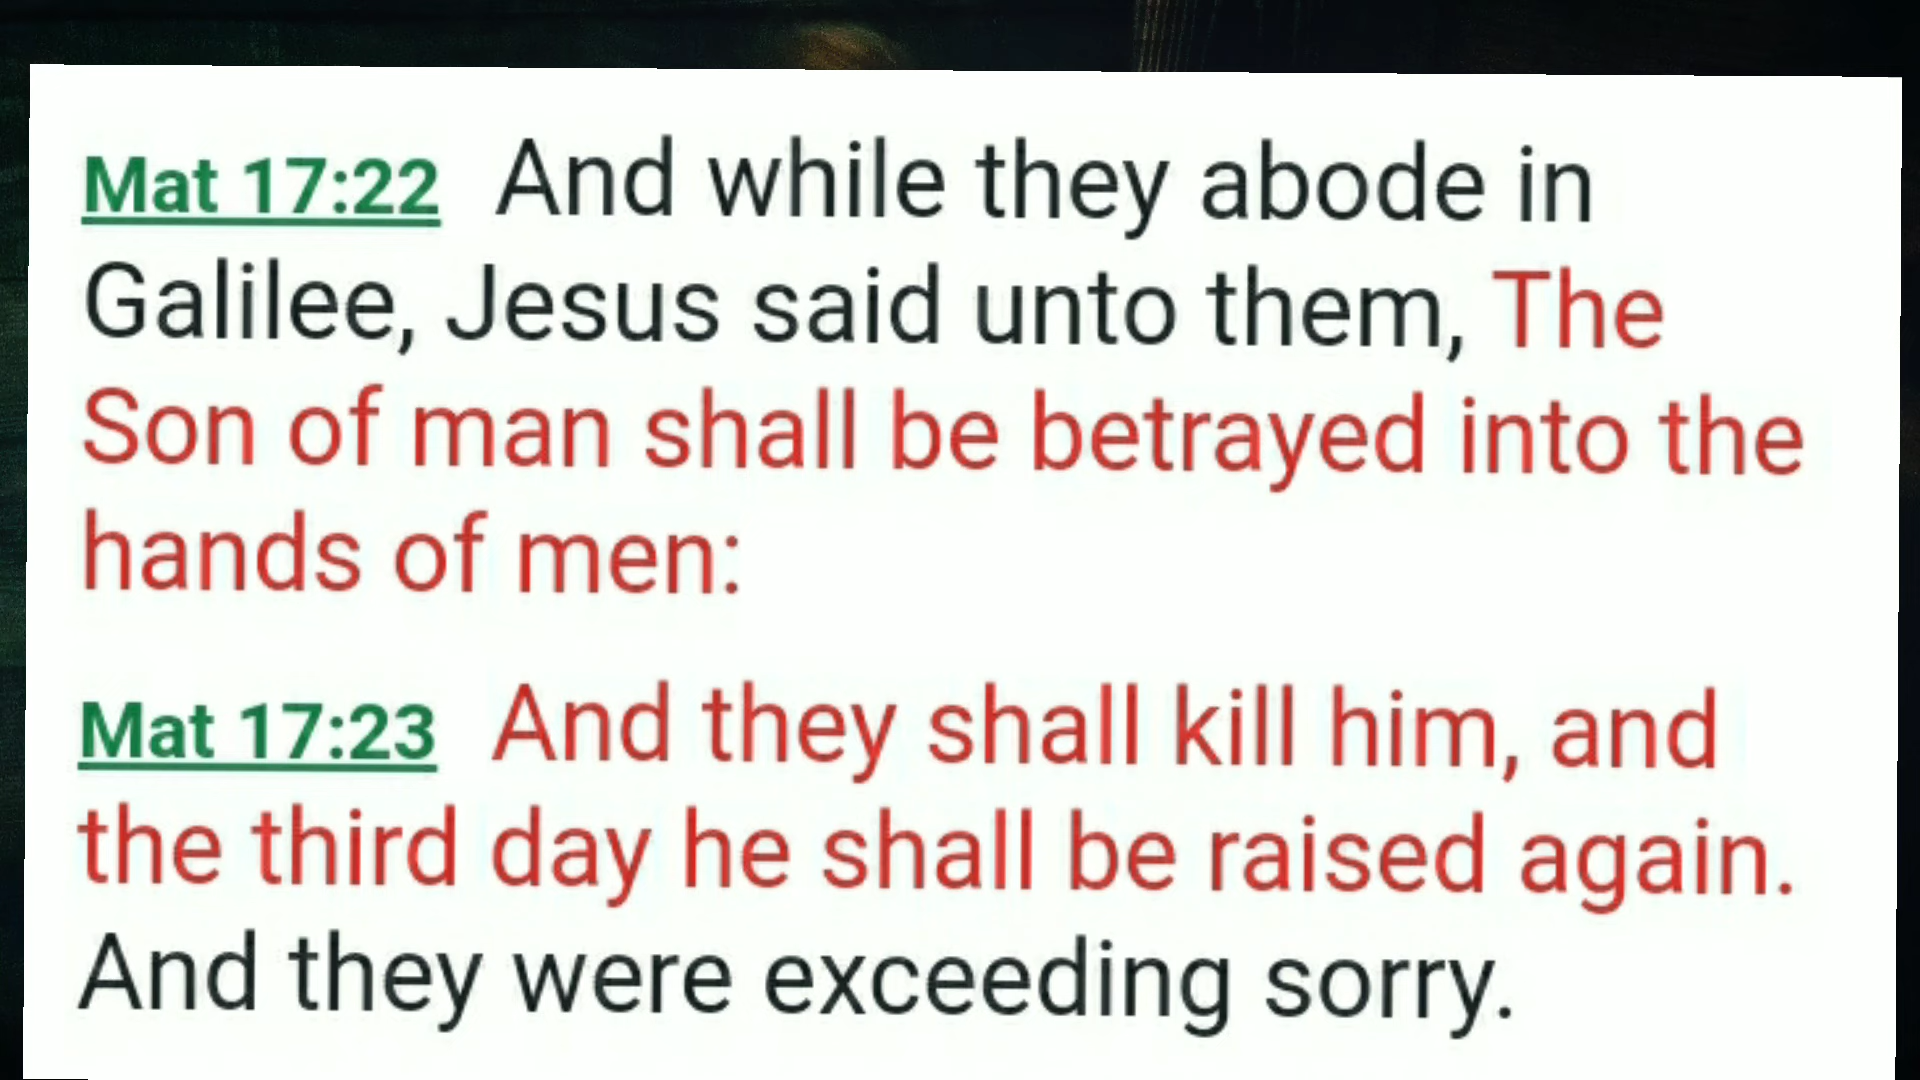 Mat 17:22 And while they abode in
Galilee, Jesus said unto them, The
Son of man shall be betrayed into the
hands of men:
Mat 17:23 And they shall kill him, and
the third day he shall be raised again.
And they were exceeding sorry.